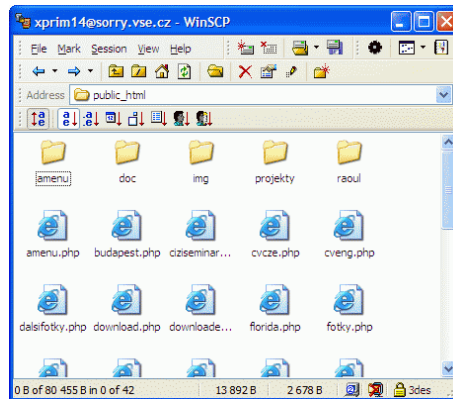 xprim14@sorry.vse.cz - WinSCP
File Mark Session View Help
Address public_html
amenu doc img projekty raoul
amenu.php budapest.php ciziseminar... cvcze.php cveng.php
dalsifotky.php download.php downloade... florida.php fotky.php
0 B of 80 455 B in 0 of 42 13 892 B 2 678 B 3des